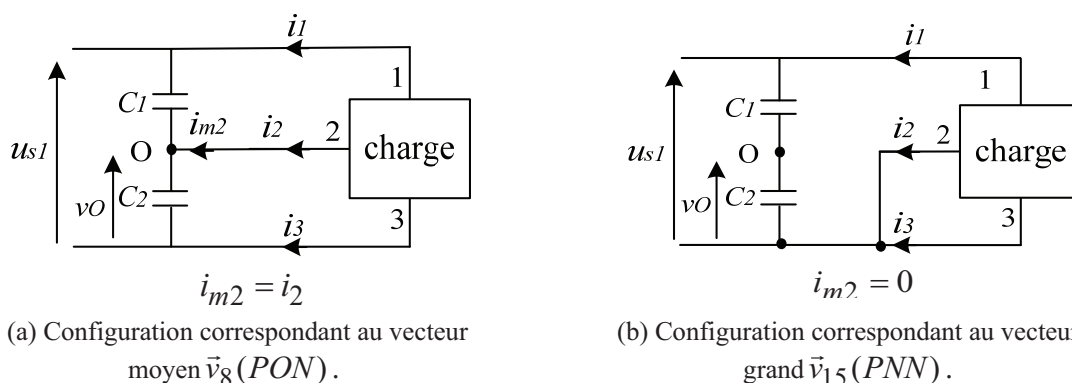 i1
1
C1
im2 i2 2
us1 O charge
C2
vO
i3 3
im2 = i2
(a) Configuration correspondant au vecteur
moyen v⃗8 (PON) .
i1
1
C1
i2 2
us1 O charge
C2
vO
i3 3
im2 = 0
(b) Configuration correspondant au vecteur
grand v⃗15 (PNN) .